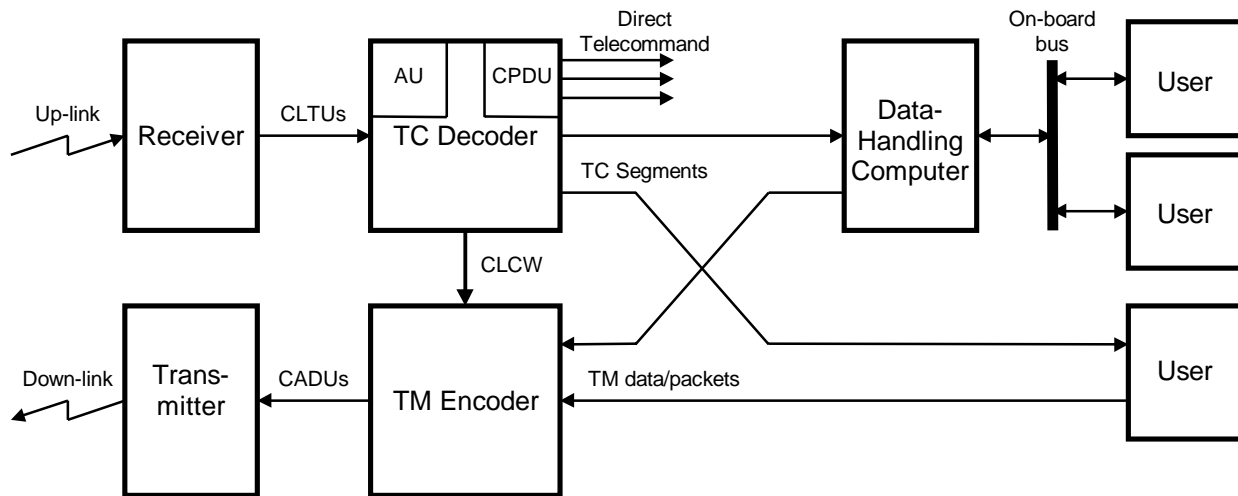 Direct
Telecommand
On-board
bus
User
AU
CPDU
Up-link
CLTUs
Receiver
TC Decoder
Data-
Handling
Computer
TC Segments
User
CLCW
Down-link
Trans-
mitter
CADUs
TM Encoder
TM data/packets
User